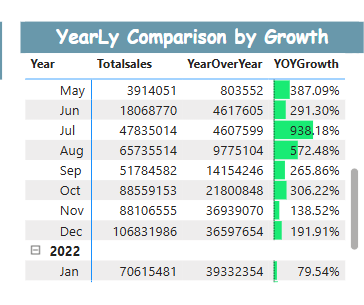 YearLy Comparison by Growth
Year Totalsales YearOverYear YOYGrowth
May 3914051 803552 387.09%
Jun 18068770 4617605 291.30%
Jul 47835014 4607599 938.18%
Aug 65735514 9775104 572.48%
Sep 51784582 14154246 265.86%
Oct 88559153 21800848 306.22%
Nov 88106555 36939070 138.52%
Dec 106831986 36597654 191.91%
2022
Jan 70615481 39332354 79.54%